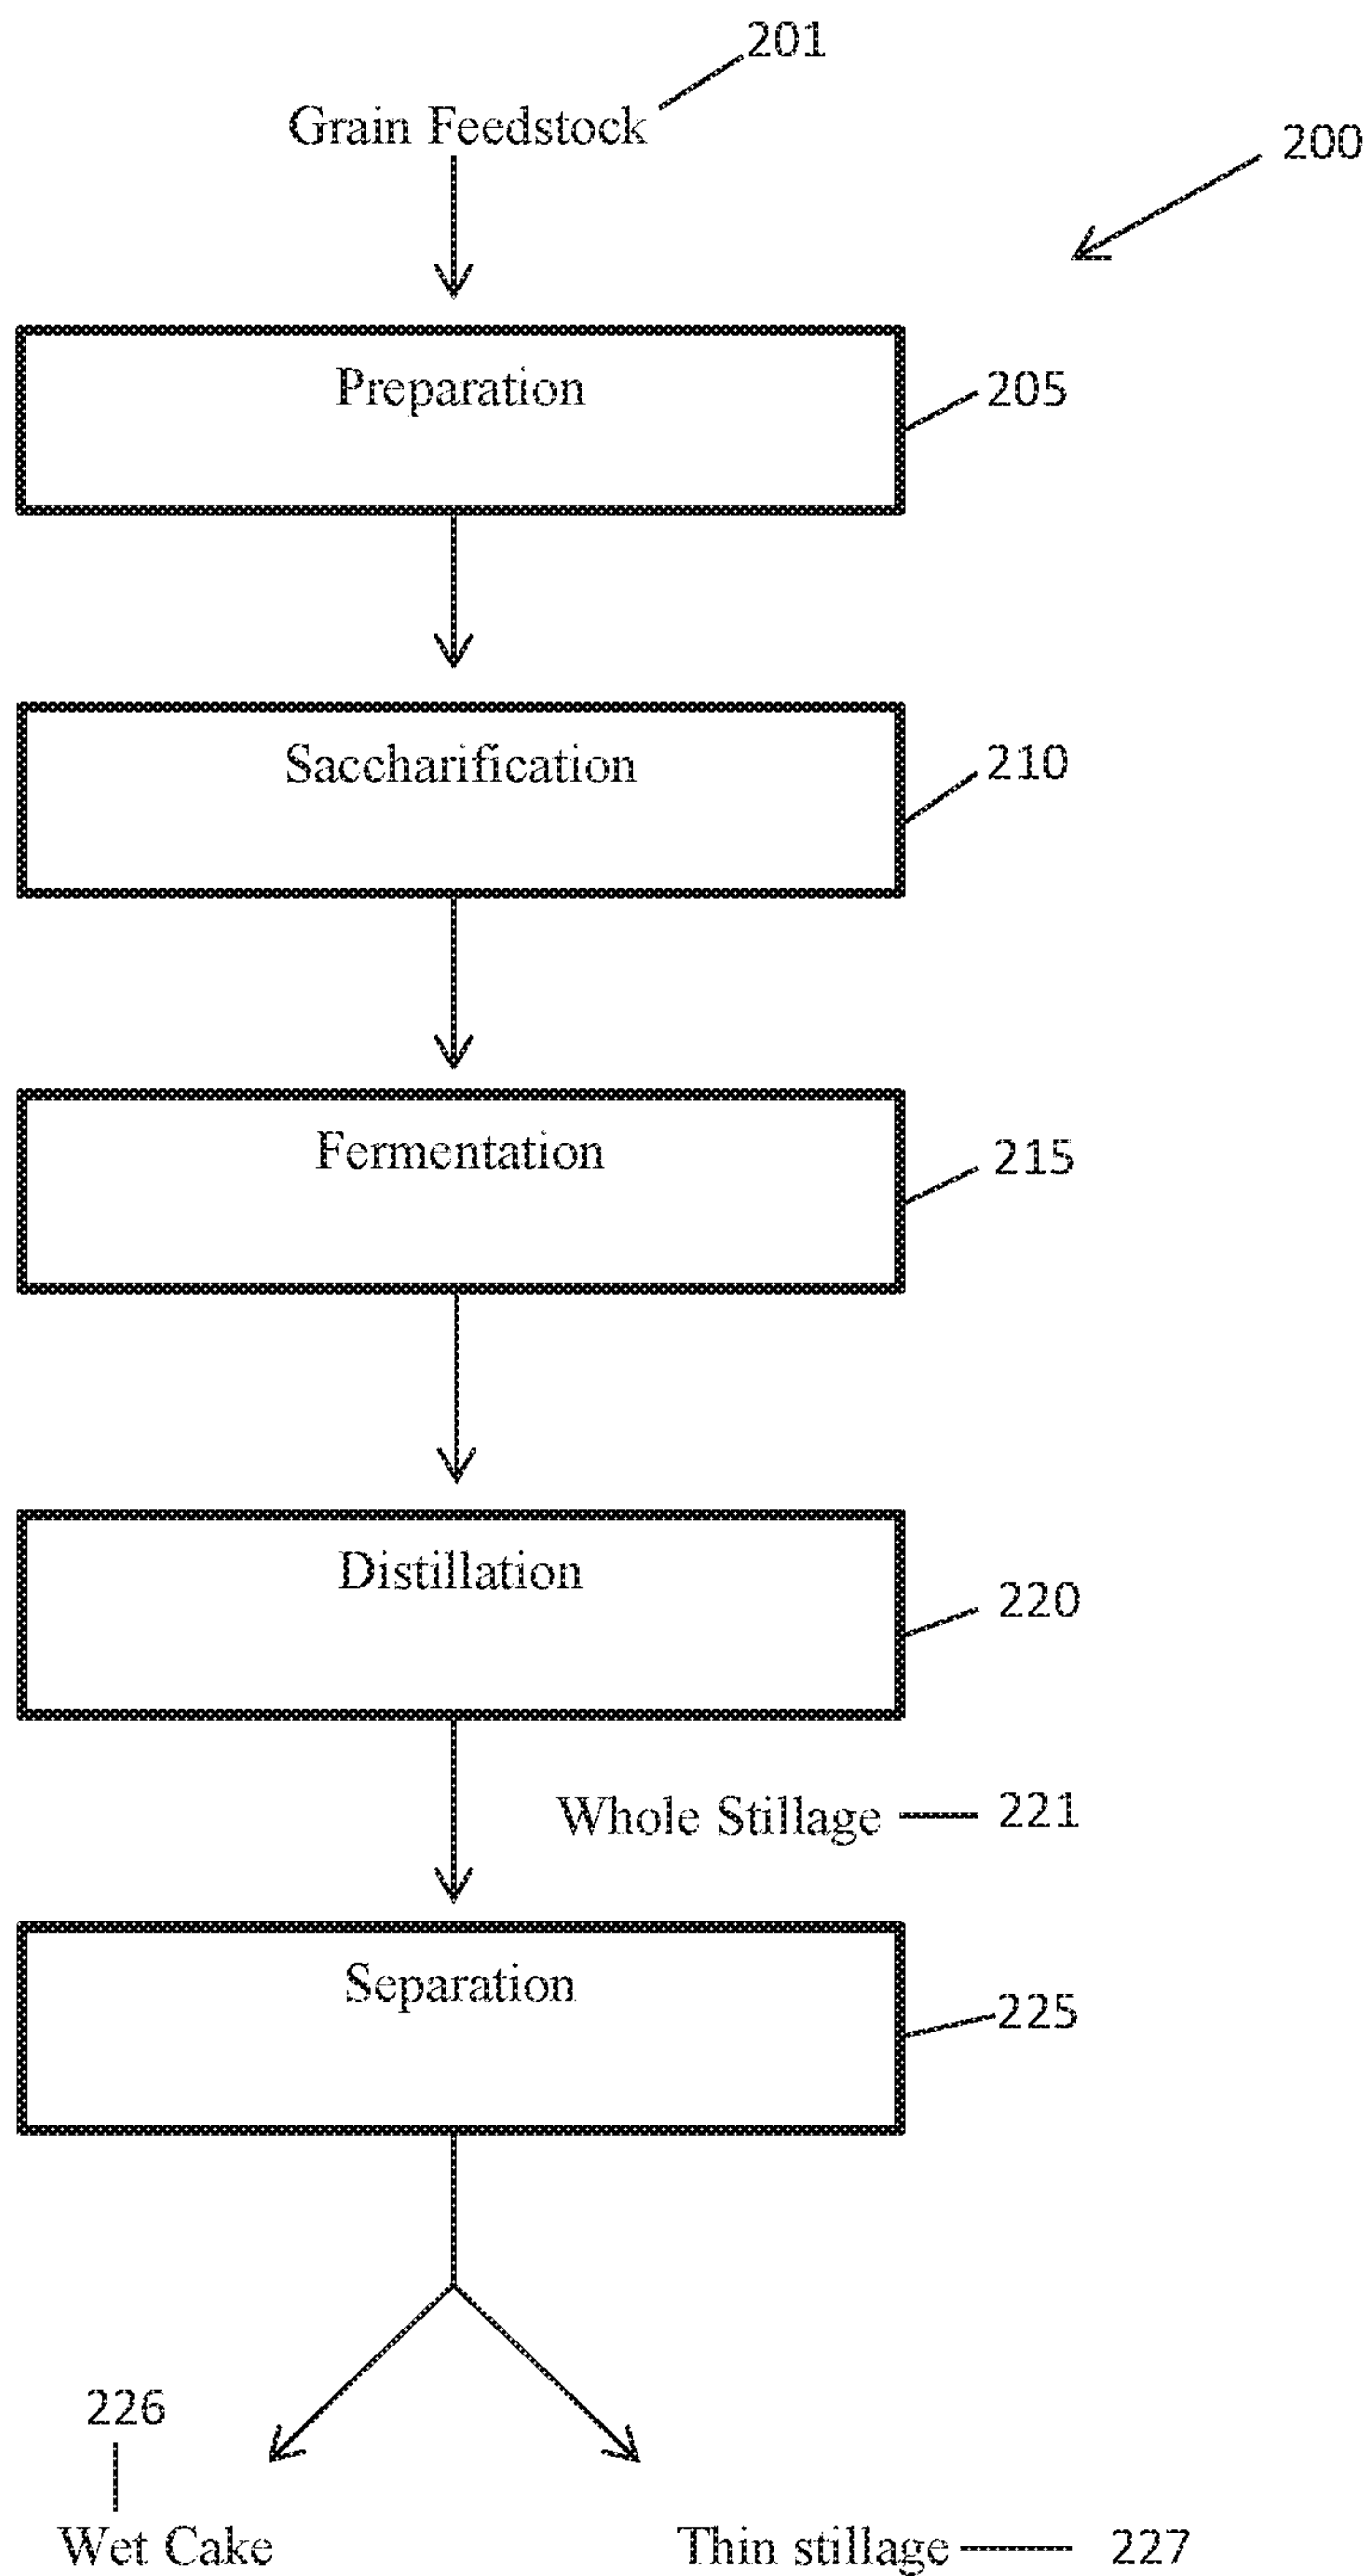 201
Grain Feedstock
200
Preparation
205
Saccharification
210
Fermentation
215
Distillation
220
Whole Stillage
221
Separation
225
226
Wet Cake
Thin stillage
227